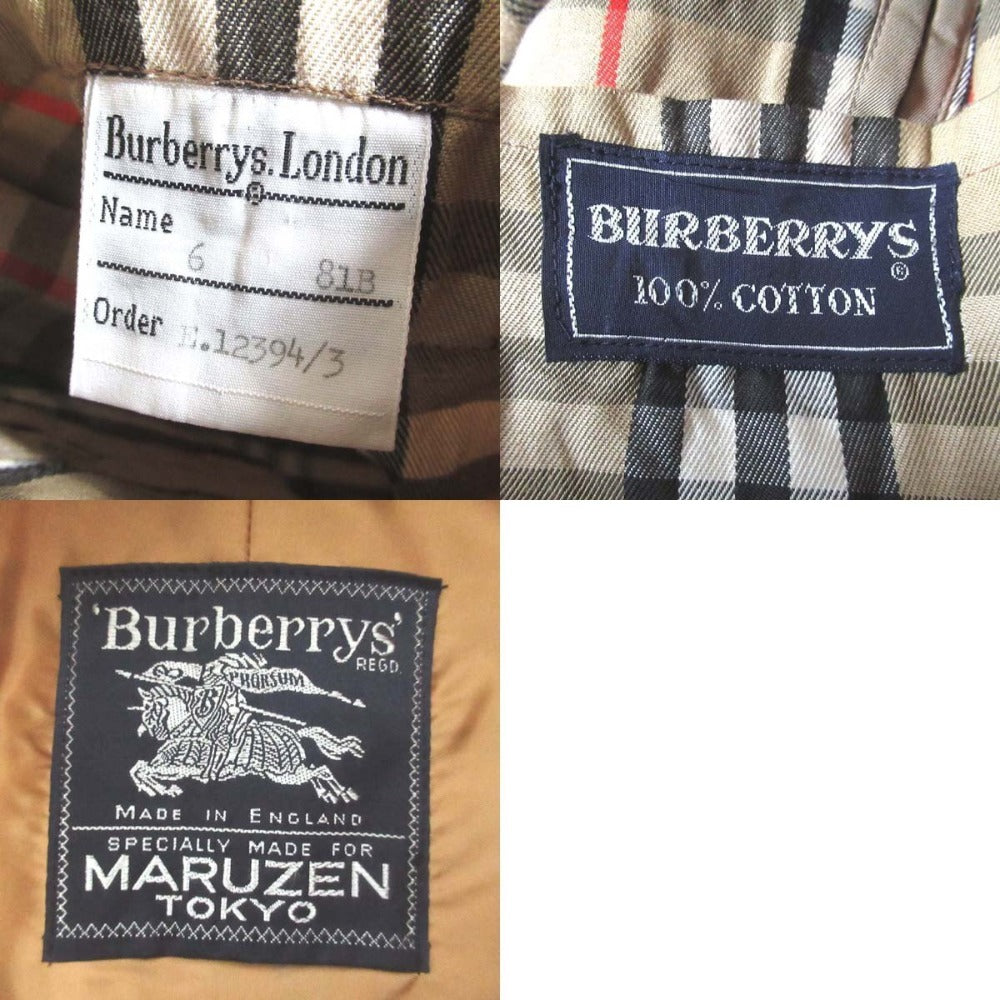 Burberrys. London
Name
6 81B
Order E.12394/3
BURBERRYS ®
100% COTTON
'Burberrys'
REGD.
PRORSUM
B
MADE IN ENGLAND
SPECIALLY MADE FOR
MARUZEN
TOKYO